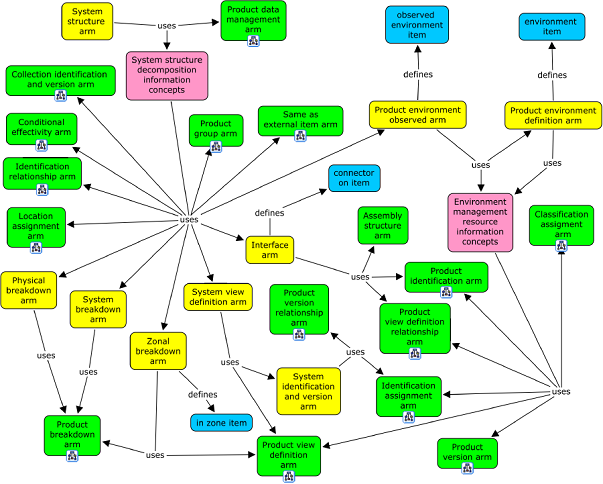 System
structure
arm
uses
Product data
management
arm
observed
environment
item
environment
item
System structure
decomposition
information
concepts
Collection identification
and version arm
defines
defines
Conditional
effectivity arm
Product
group arm
Same as
external item arm
Product environment
observed arm
Product environment
definition arm
Identification
relationship arm
uses
uses
connector
on item
Location
assignment
arm
uses
defines
Assembly
structure
arm
Environment
management
resource
information
concepts
Classification
assigment
arm
Interface
arm
Physical
breakdown
arm
System
breakdown
arm
System view
definition arm
uses
Product
identification arm
Product
version
relationship
arm
Product
view definition
relationship
arm
Zonal
breakdown
arm
uses
uses
uses
uses
System
identification
and version
arm
Identification
assignment
arm
uses
defines
in zone item
Product
breakdown
arm
uses
Product view
definition
arm
Product
version arm